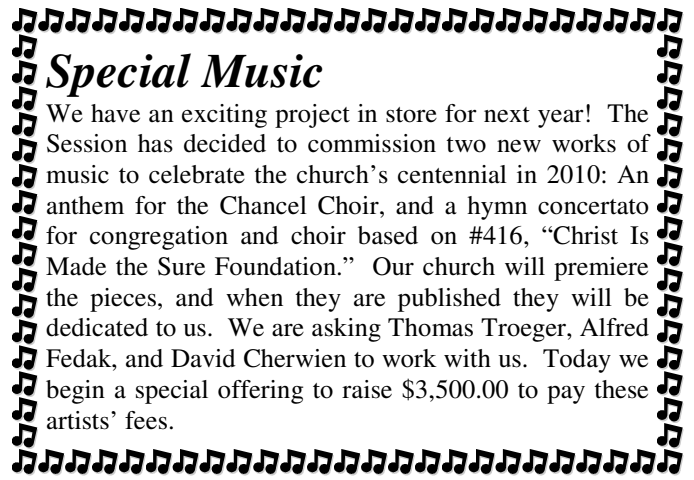 Special Music
We have an exciting project in store for next year!  The
Session has decided to commission two new works of
music to celebrate the church's centennial in 2010: An
anthem for the Chancel Choir, and a hymn concertato
for congregation and choir based on #416, “Christ Is
Made the Sure Foundation.”  Our church will premiere
the pieces, and when they are published they will be
dedicated to us.  We are asking Thomas Troeger, Alfred
Fedak, and David Cherwien to work with us.  Today we
begin a special offering to raise $3,500.00 to pay these
artists’ fees.